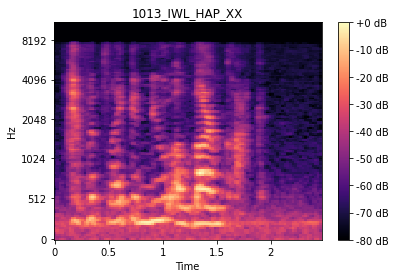 1013_IWL_HAP_XX
+0 dB
8192
-10 dB
4096
-20 dB
-30 dB
2048
Hz
-40 dB
1024
-50 dB
512
-60 dB
-70 dB
0
-80 dB
0 0.5 1 1.5 2
Time